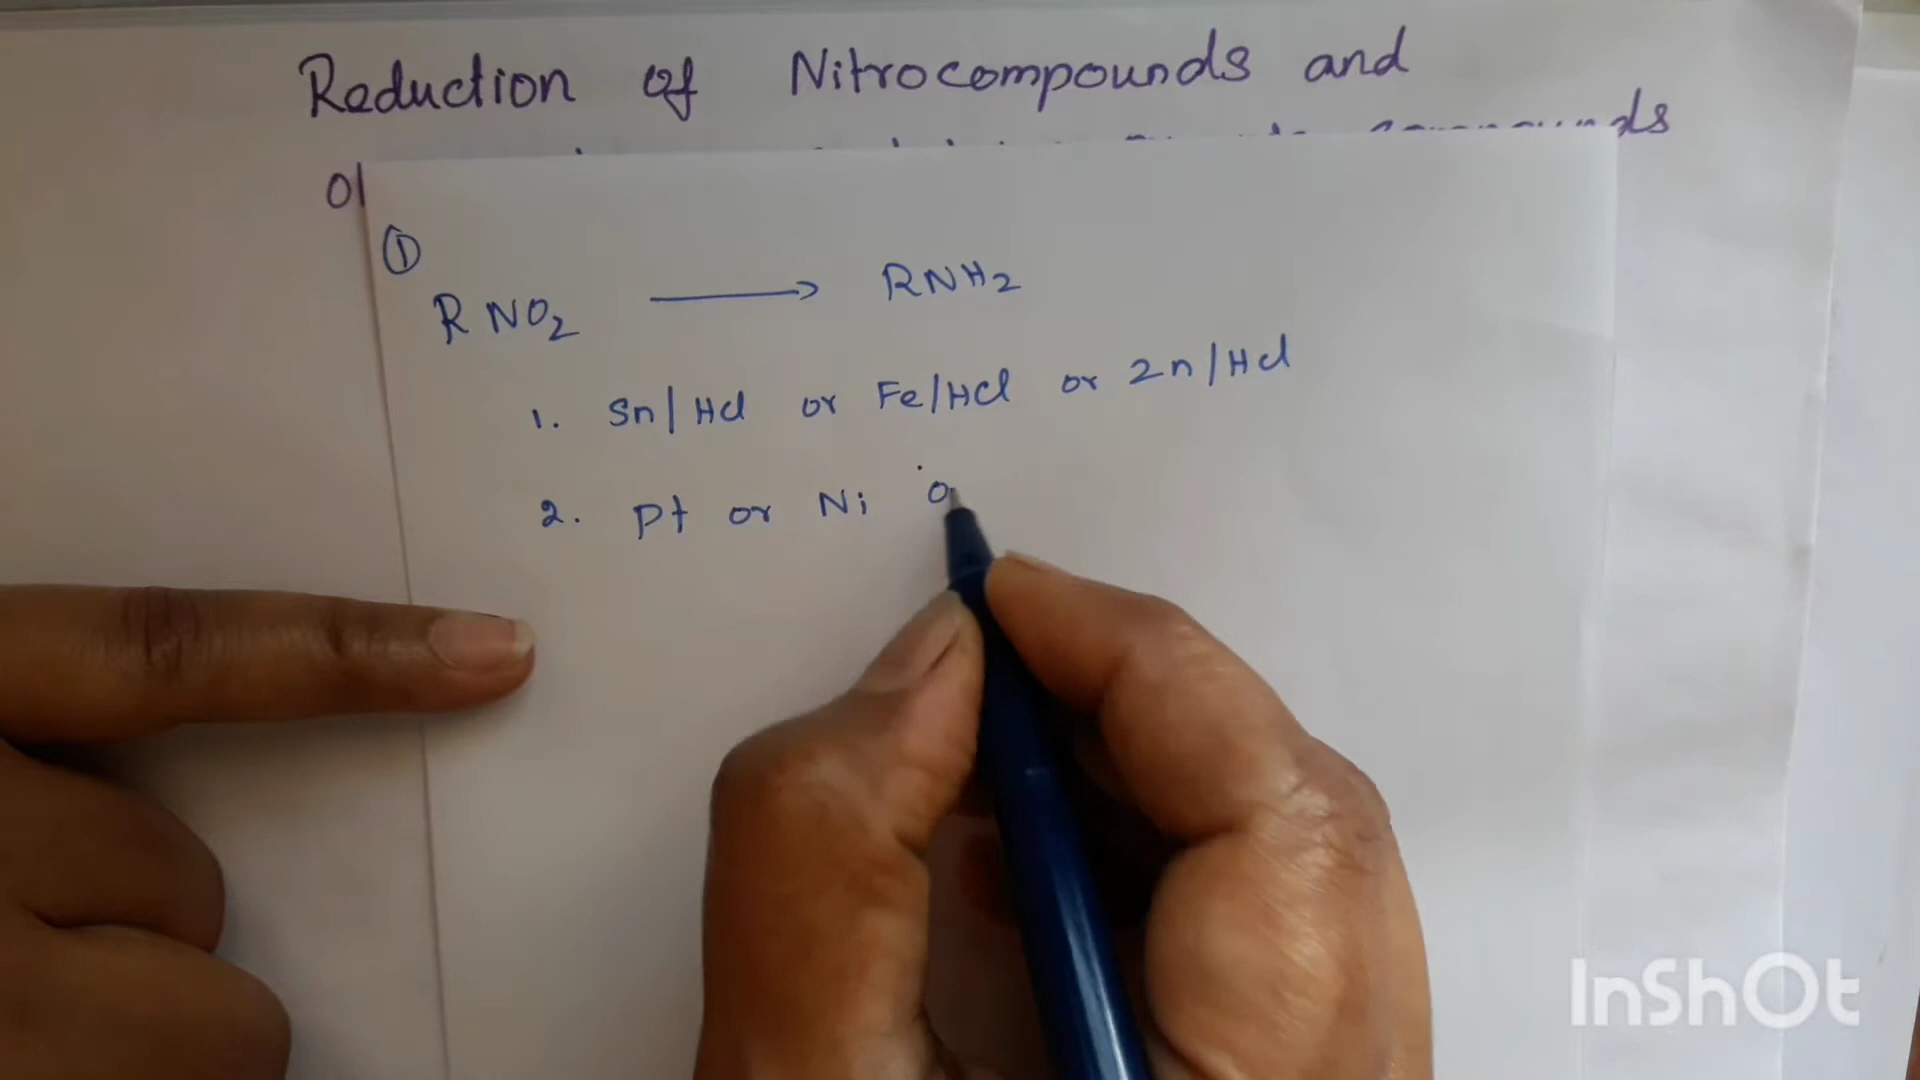 Reduction of Nitrocompounds and
①
RNO₂ ⟶ RNH₂
1. Sn/HCl or Fe/HCl or Zn/HCl
2. Pt or Ni o
InShOt